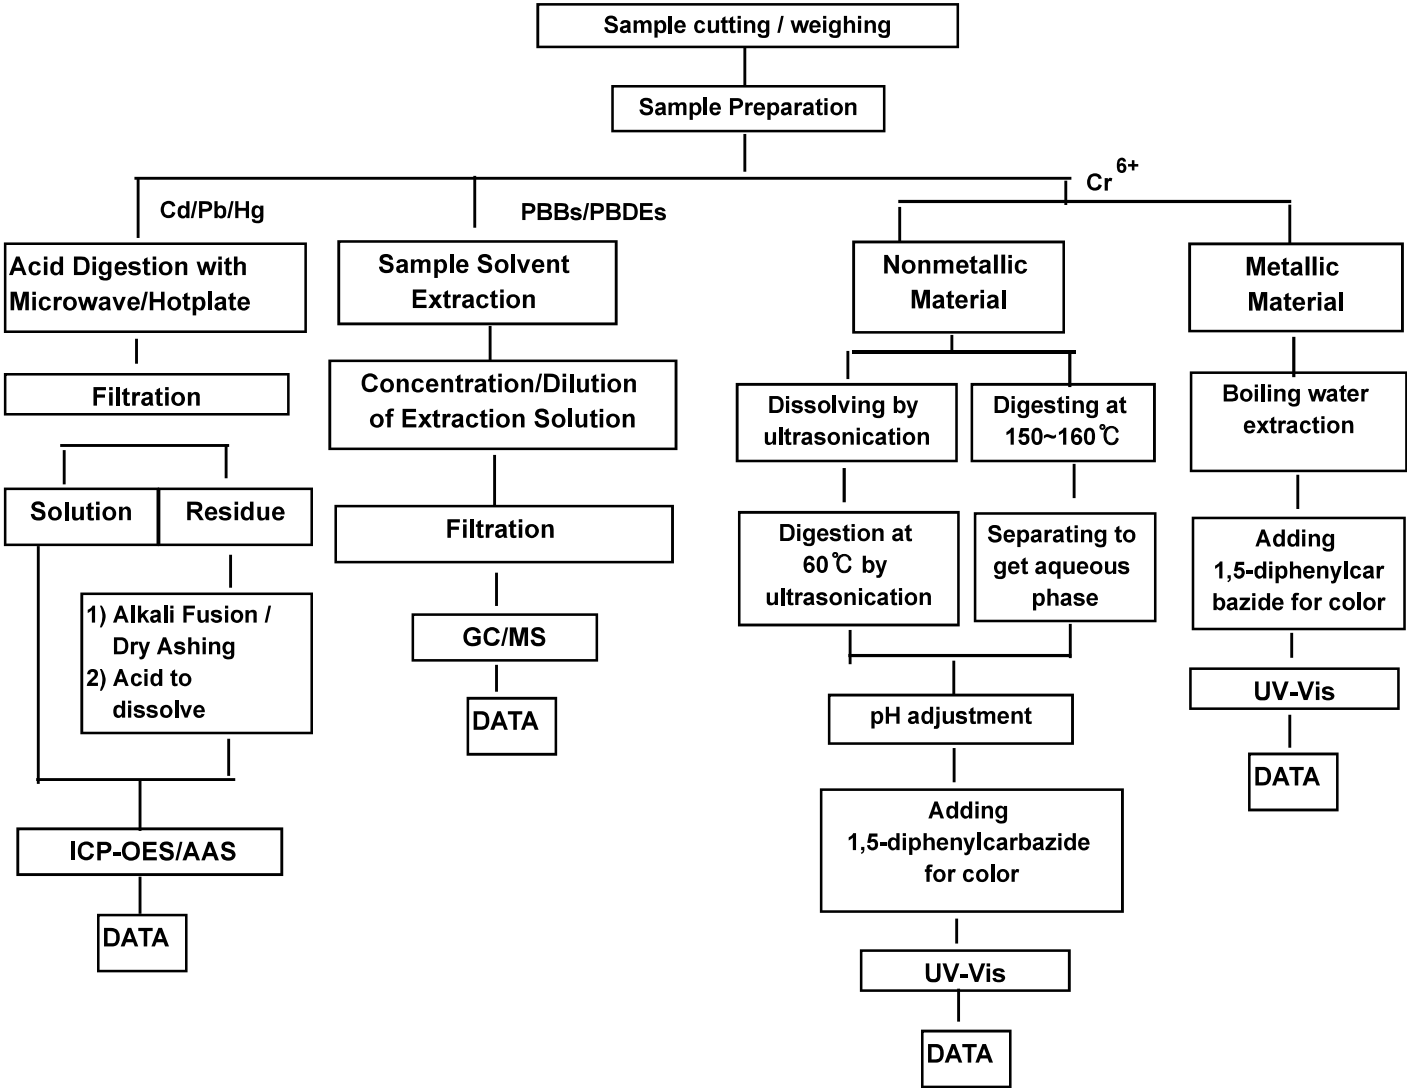 Sample cutting / weighing
Sample Preparation
Cd/Pb/Hg
Acid Digestion with
Microwave/Hotplate
Filtration
Solution
Residue
1) Alkali Fusion /
Dry Ashing
2) Acid to
dissolve
ICP-OES/AAS
DATA
PBBs/PBDEs
Sample Solvent
Extraction
Concentration/Dilution
of Extraction Solution
Filtration
GC/MS
DATA
Cr 6+
Nonmetallic
Material
Dissolving by
ultrasonication
Digestion at
60℃ by
ultrasonication
Digesting at
150~160℃
Separating to
get aqueous
phase
pH adjustment
Adding
1,5-diphenylcarbazide
for color
UV-Vis
DATA
Metallic
Material
Boiling water
extraction
Adding
1,5-diphenylcar
bazide for color
UV-Vis
DATA